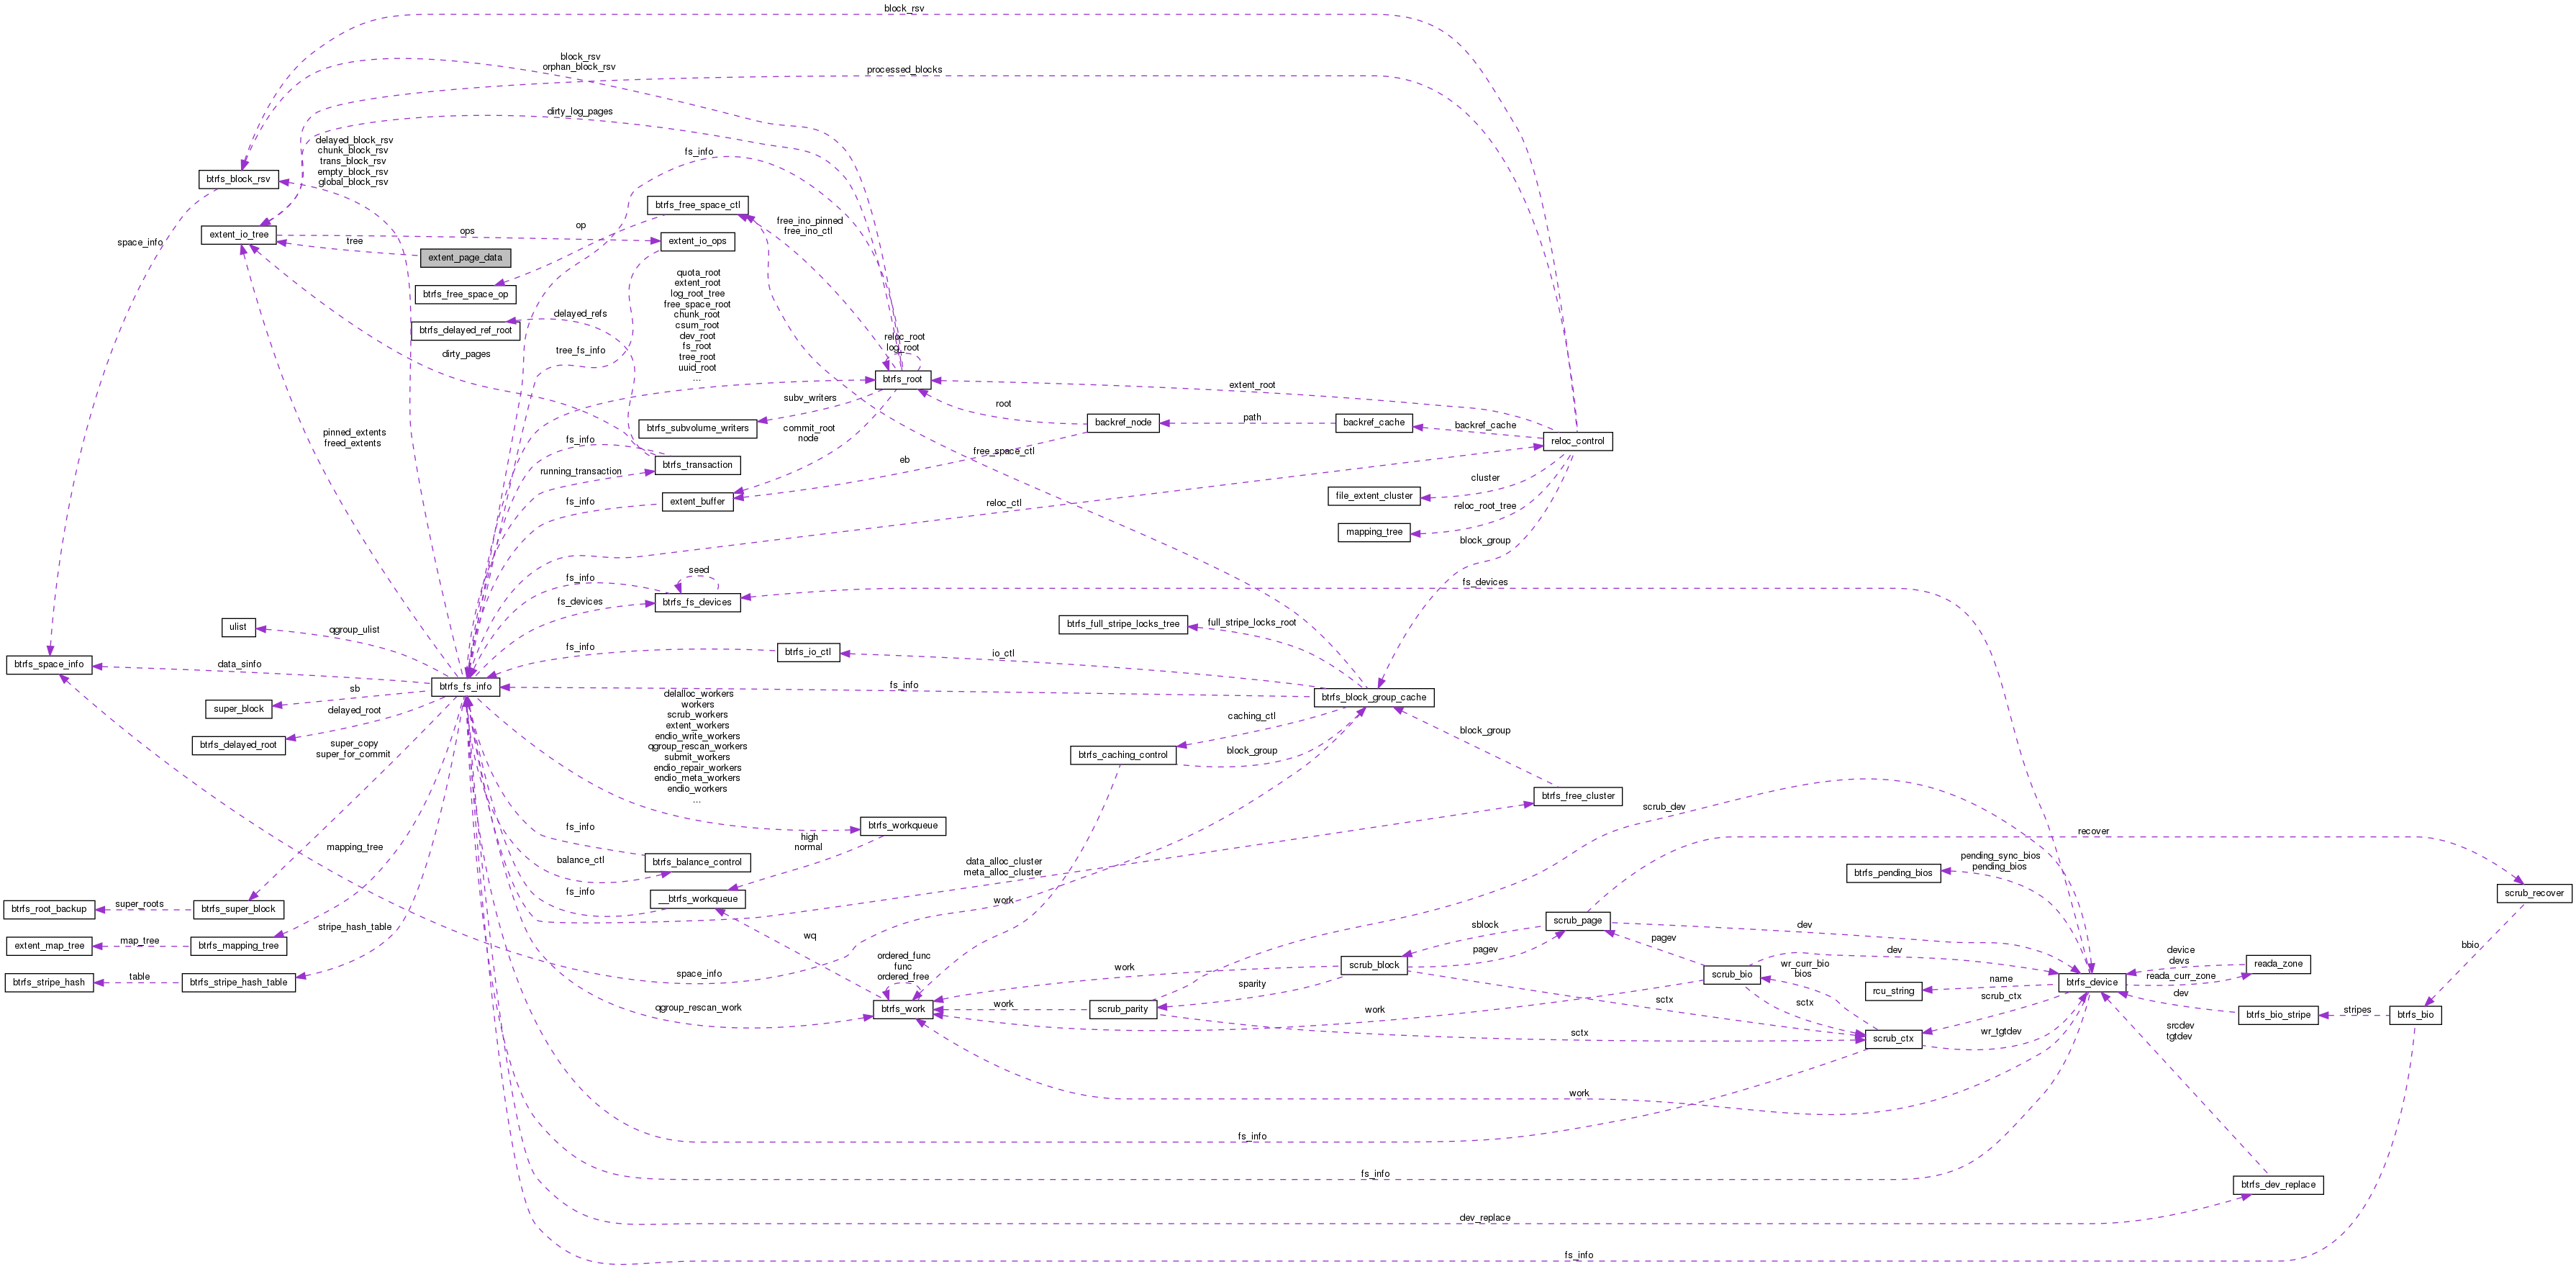 block_rsv
block_rsv
orphan_block_rsv
processed_blocks
dirty_log_pages
delayed_block_rsv
chunk_block_rsv
trans_block_rsv
empty_block_rsv
global_block_rsv
fs_info
btrfs_block_rsv
btrfs_free_space_ctl
free_ino_pinned
free_ino_ctl
op
ops
extent_io_tree
tree
space_info
extent_io_ops
extent_page_data
quota_root
extent_root
log_root_tree
free_space_root
chunk_root
csum_root
dev_root
fs_root
tree_root
uuid_root
...
btrfs_free_space_op
delayed_refs
btrfs_delayed_ref_root
reloc_root
log_root
tree_fs_info
dirty_pages
btrfs_root
extent_root
subv_writers
root
backref_node
path
backref_cache
backref_cache
reloc_control
btrfs_subvolume_writers
commit_root
node
pinned_extents
freed_extents
fs_info
free_space_ctl
eb
btrfs_transaction
running_transaction
cluster
file_extent_cluster
extent_buffer
fs_info
reloc_ctl
reloc_root_tree
mapping_tree
block_group
seed
fs_info
fs_devices
fs_devices
btrfs_fs_devices
ulist
qgroup_ulist
btrfs_full_stripe_locks_tree
full_stripe_locks_root
fs_info
btrfs_io_ctl
io_ctl
btrfs_space_info
data_sinfo
btrfs_fs_info
fs_info
btrfs_block_group_cache
sb
super_block
delayed_root
btrfs_delayed_root
super_copy
super_for_commit
delalloc_workers
workers
scrub_workers
extent_workers
endio_write_workers
qgroup_rescan_workers
submit_workers
endio_repair_workers
endio_meta_workers
endio_workers
...
caching_ctl
btrfs_caching_control
block_group
block_group
btrfs_free_cluster
scrub_dev
fs_info
btrfs_workqueue
high
normal
recover
mapping_tree
balance_ctl
btrfs_balance_control
data_alloc_cluster
meta_alloc_cluster
pending_sync_bios
pending_bios
btrfs_pending_bios
fs_info
__btrfs_workqueue
work
scrub_recover
btrfs_root_backup
super_roots
btrfs_super_block
scrub_page
stripe_hash_table
sblock
dev
wq
pagev
pagev
extent_map_tree
map_tree
btrfs_mapping_tree
dev
bbio
ordered_func
func
ordered_free
device
devs
reada_zone
scrub_block
wr_curr_bio
bios
work
scrub_bio
space_info
reada_curr_zone
btrfs_stripe_hash
table
btrfs_stripe_hash_table
sparity
name
btrfs_device
rcu_string
dev
scrub_ctx
sctx
sctx
qgroup_rescan_work
btrfs_work
work
scrub_parity
work
stripes
btrfs_bio_stripe
btrfs_bio
sctx
wr_tgtdev
scrub_ctx
srcdev
tgtdev
work
fs_info
fs_info
btrfs_dev_replace
dev_replace
fs_info